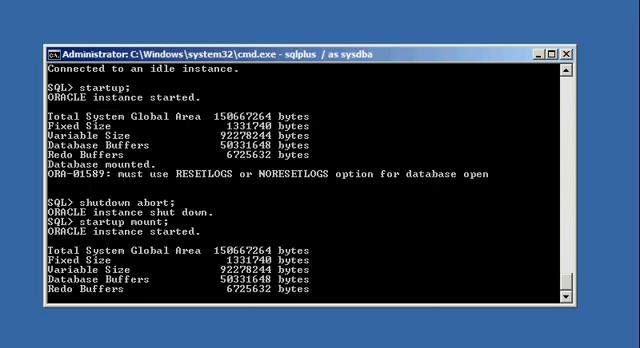 Administrator: C:\Windows\system32\cmd.exe - sqlplus / as sysdba
Connected to an idle instance.
SQL> startup;
ORACLE instance started.
Total System Global Area 150667264 bytes
Fixed Size 1331740 bytes
Variable Size 92278244 bytes
Database Buffers 50331648 bytes
Redo Buffers 6725632 bytes
Database mounted.
ORA-01589: must use RESETLOGS or NORESETLOGS option for database open
SQL> shutdown abort;
ORACLE instance shut down.
SQL> startup mount;
ORACLE instance started.
Total System Global Area 150667264 bytes
Fixed Size 1331740 bytes
Variable Size 92278244 bytes
Database Buffers 50331648 bytes
Redo Buffers 6725632 bytes